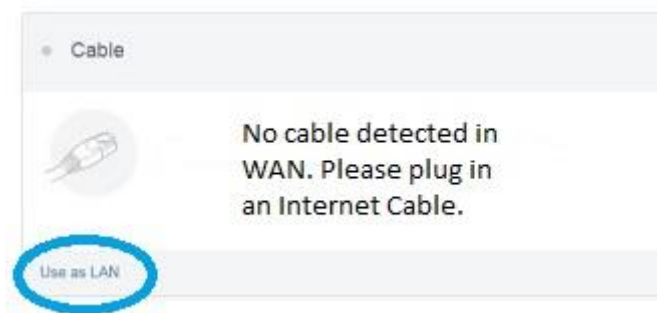 Cable
No cable detected in
WAN. Please plug in
an Internet Cable.
Use as LAN